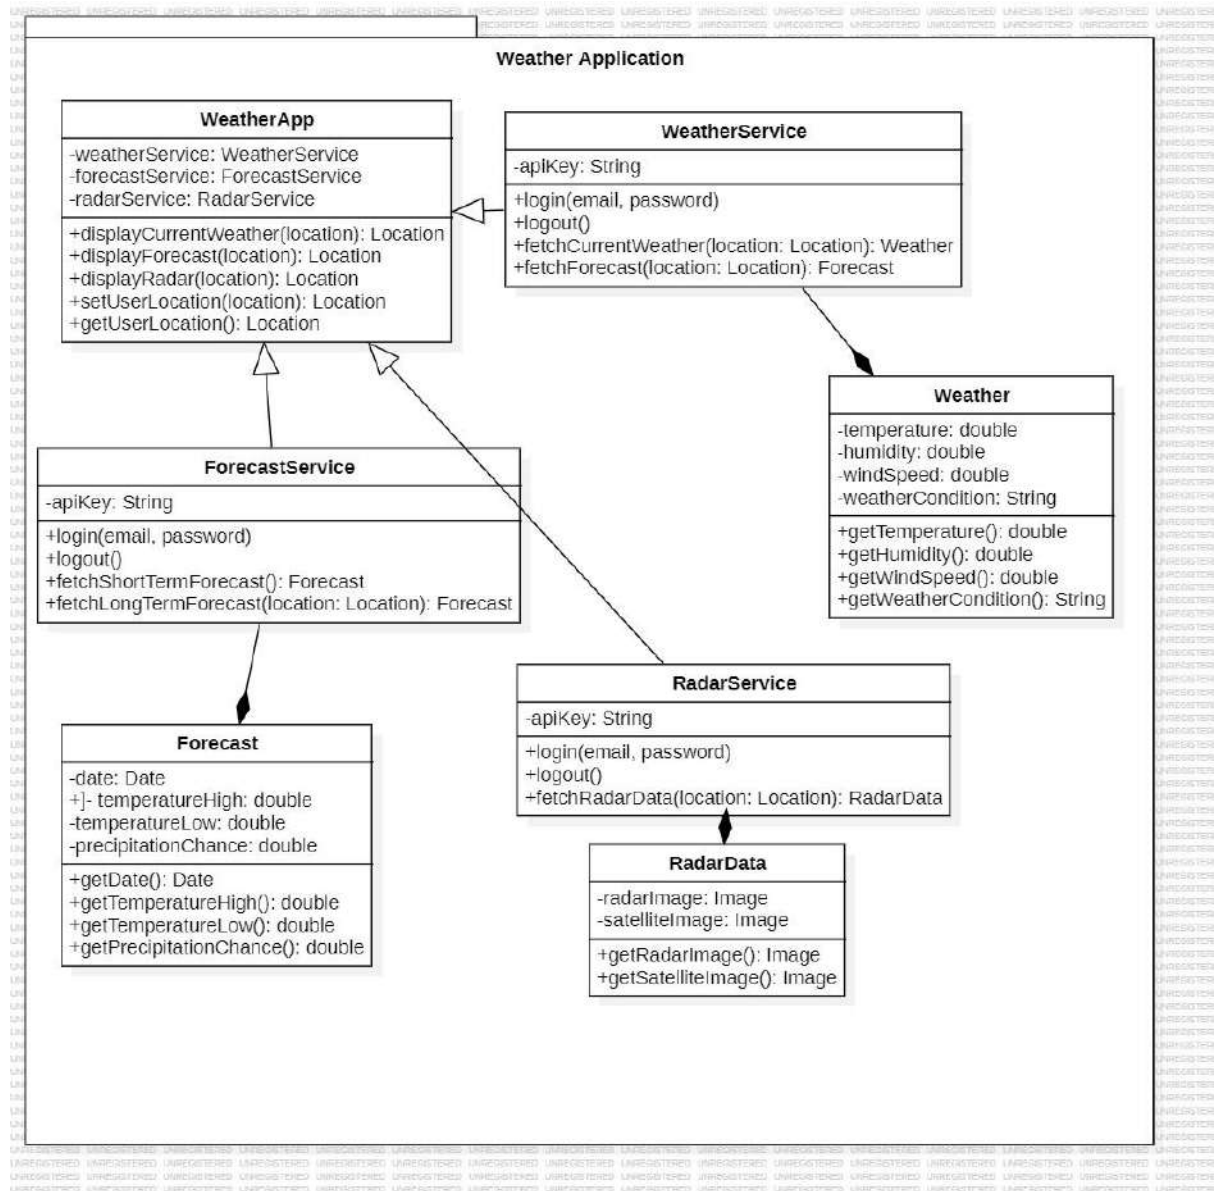 Weather Application
WeatherApp
-weatherService: WeatherService
-forecastService: ForecastService
-radarService: RadarService
+displayCurrentWeather(location): Location
+displayForecast(location): Location
+displayRadar(location): Location
+setUserLocation(location): Location
+getUserLocation(): Location
WeatherService
-apiKey: String
+login(email, password)
+logout()
+fetchCurrentWeather(location: Location): Weather
+fetchForecast(location: Location): Forecast
Weather
-temperature: double
-humidity: double
-windSpeed: double
-weatherCondition: String
+getTemperature(): double
+getHumidity(): double
+getWindSpeed(): double
+getWeatherCondition(): String
ForecastService
-apiKey: String
+login(email, password)
+logout()
+fetchShortTermForecast(): Forecast
+fetchLongTermForecast(location: Location): Forecast
RadarService
-apiKey: String
+login(email, password)
+logout()
+fetchRadarData(location: Location): RadarData
Forecast
-date: Date
+]- temperatureHigh: double
-temperatureLow: double
-precipitationChance: double
+getDate(): Date
+getTemperatureHigh(): double
+getTemperatureLow(): double
+getPrecipitationChance(): double
RadarData
-radarImage: Image
-satelliteImage: Image
+getRadarImage(): Image
+getSatelliteImage(): Image
UNREGISTERED